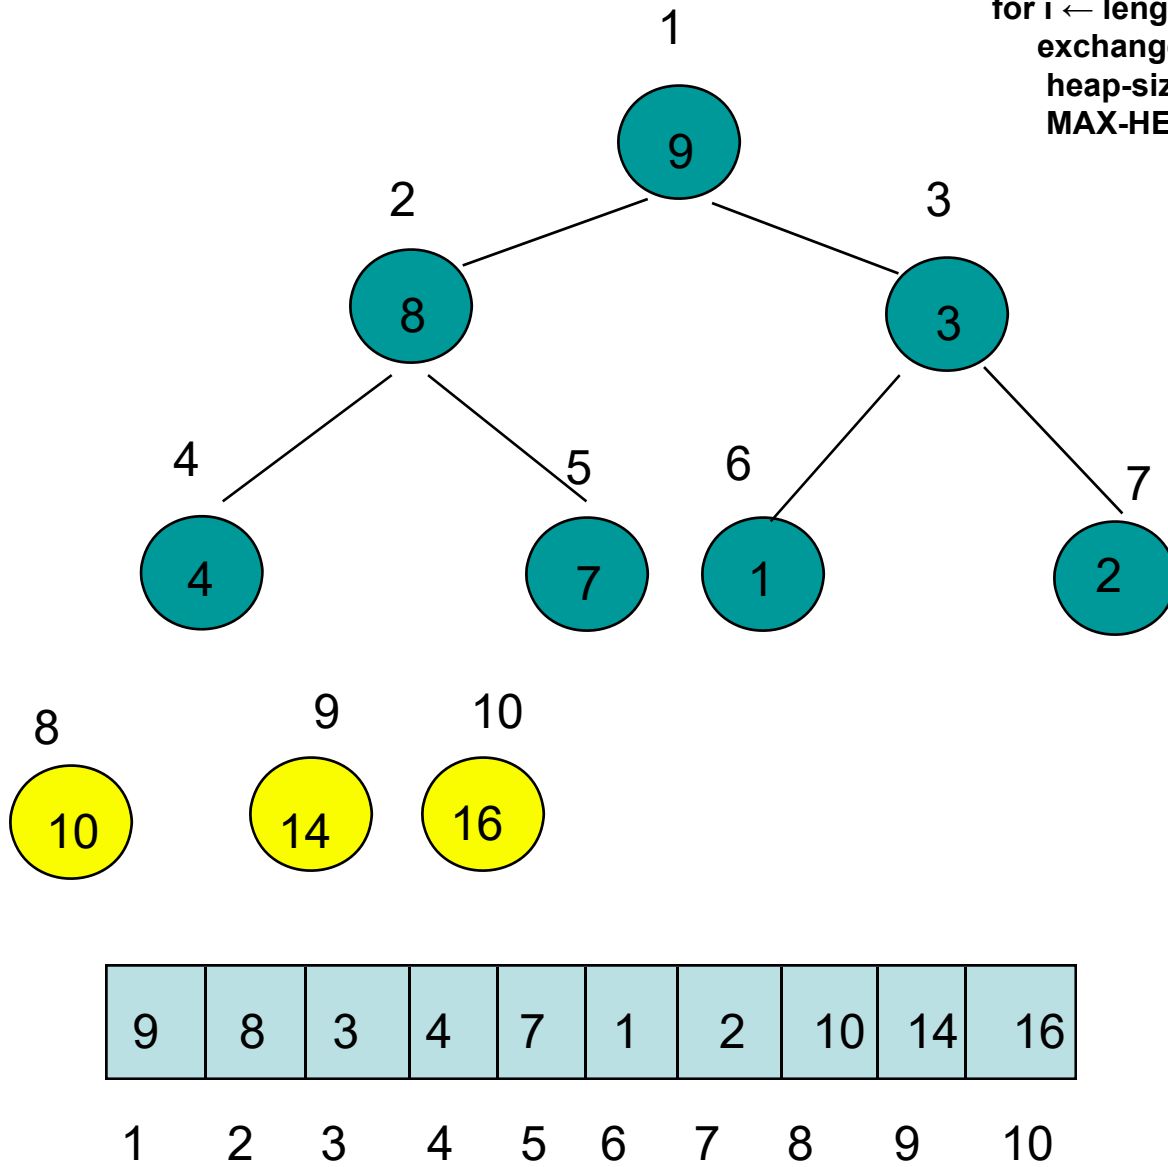 for i ← leng
exchang
heap-siz
MAX-HE
1
9
2 3
8 3
4 5 6 7
4 7 1 2
8 9 10
10 14 16
9 8 3 4 7 1 2 10 14 16
1 2 3 4 5 6 7 8 9 10